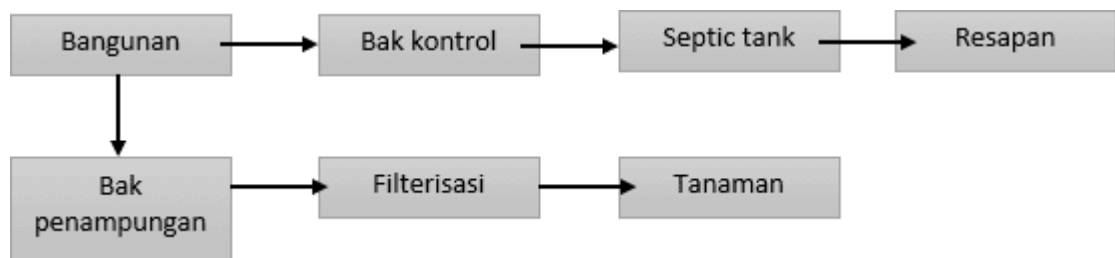 Bangunan
Bak kontrol
Septic tank
Resapan
Bak
penampungan
Filterisasi
Tanaman